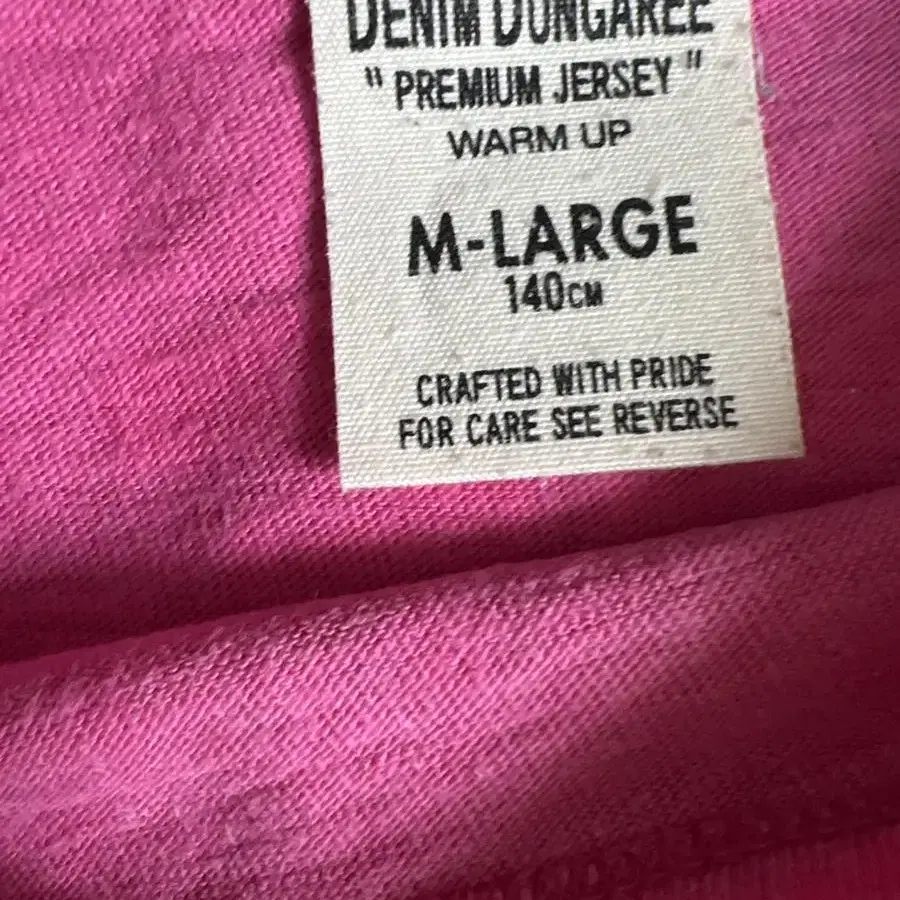 DENIM DUNGAREE
" PREMIUM JERSEY "
WARM UP
M-LARGE
140CM
CRAFTED WITH PRIDE
FOR CARE SEE REVERSE